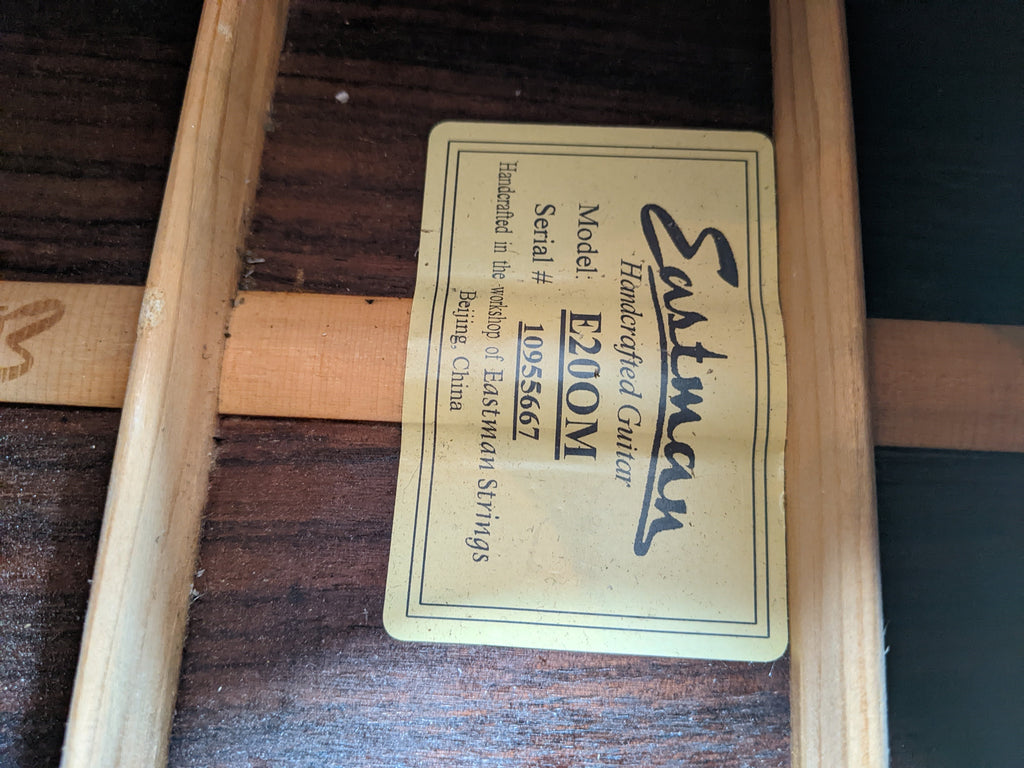 Eastman
Handcrafted Guitar
Model: E20OM
Serial # 10955667
Handcrafted in the workshop of Eastman Strings
Beijing, China